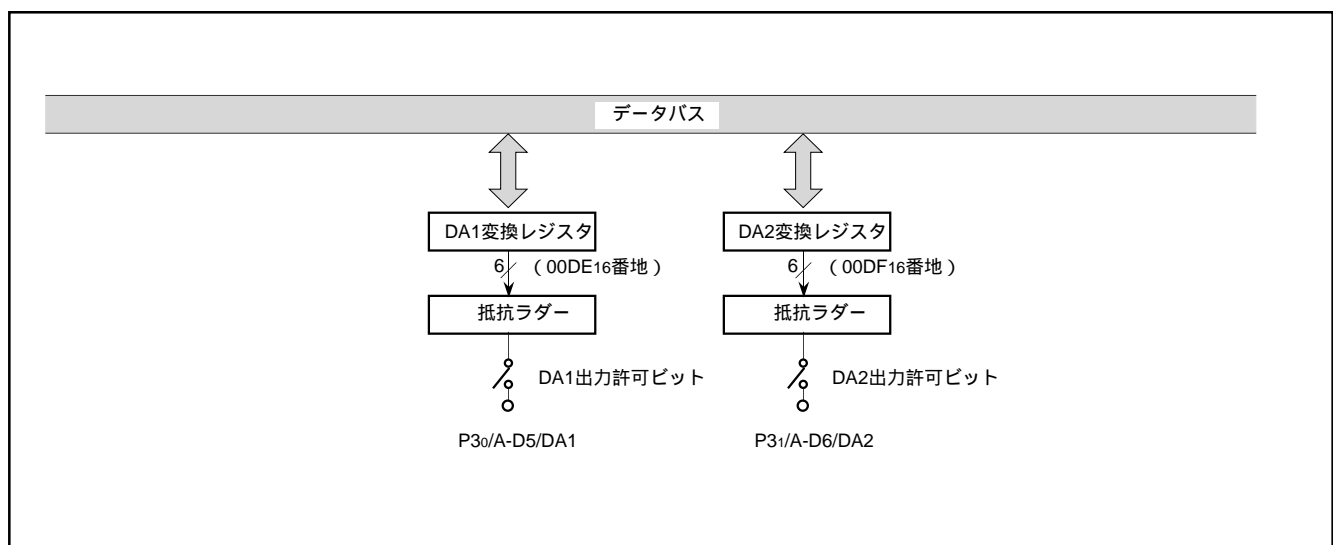 データバス
DA1変換レジスタ DA2変換レジスタ
6 （00DE16番地） 6 （00DF16番地）
抵抗ラダー 抵抗ラダー
DA1出力許可ビット DA2出力許可ビット
P30/A-D5/DA1 P31/A-D6/DA2